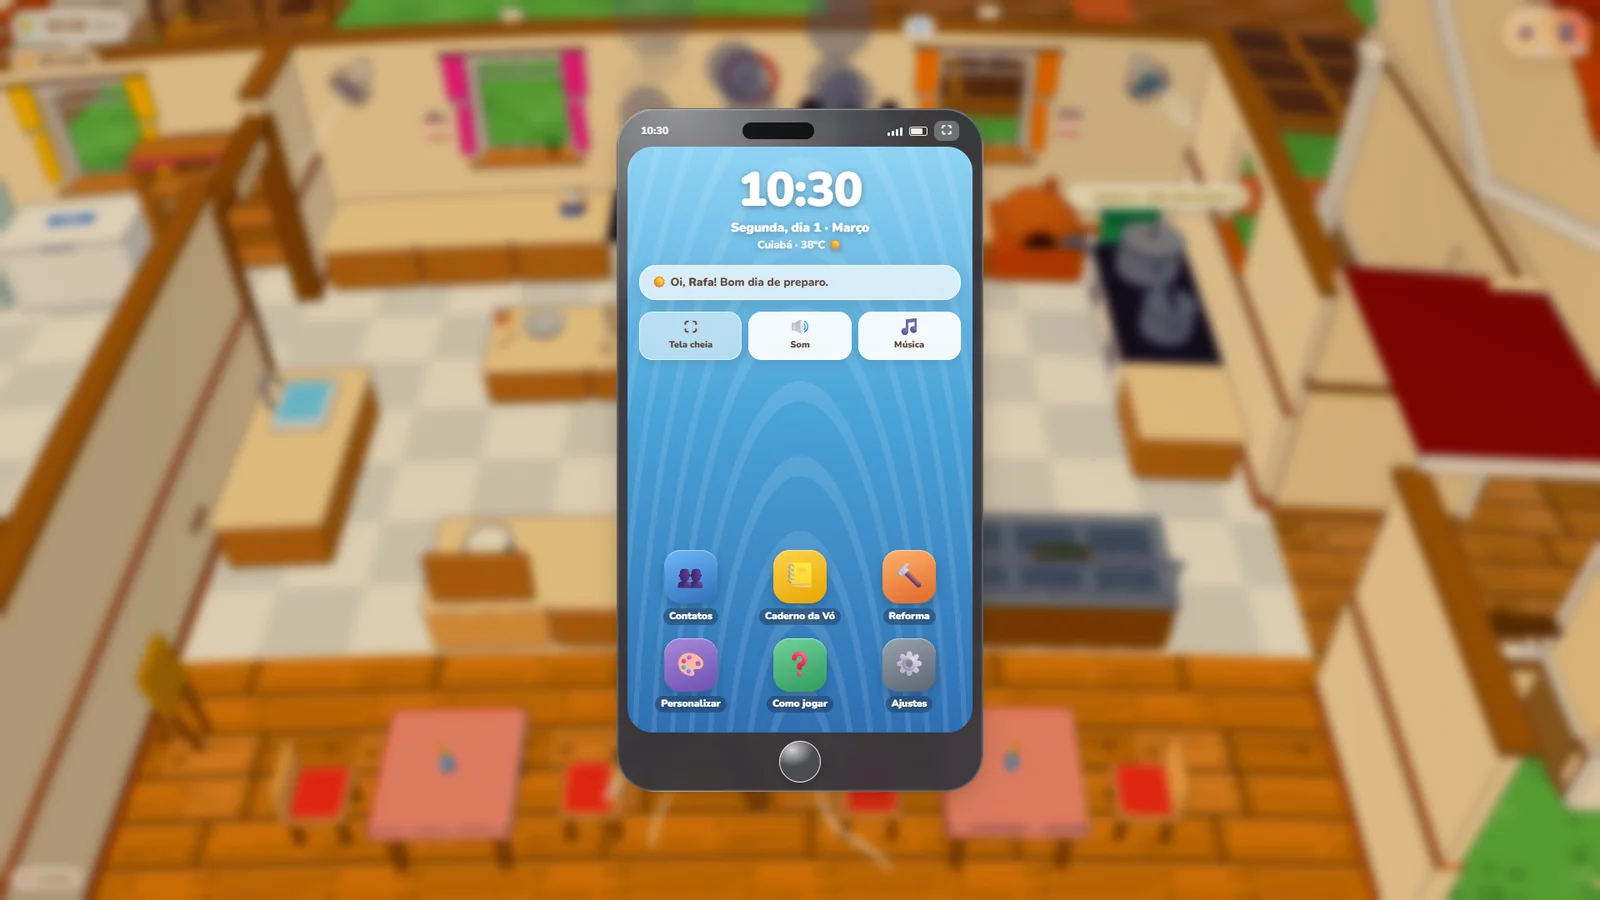 10:30
10:30
Segunda, dia 1 · Março
Cuiabá · 38°C
Oi, Rafa! Bom dia de preparo.
Tela cheia
Som
Música
Contatos
Caderno da Vó
Reforma
Personalizar
Como jogar
Ajustes